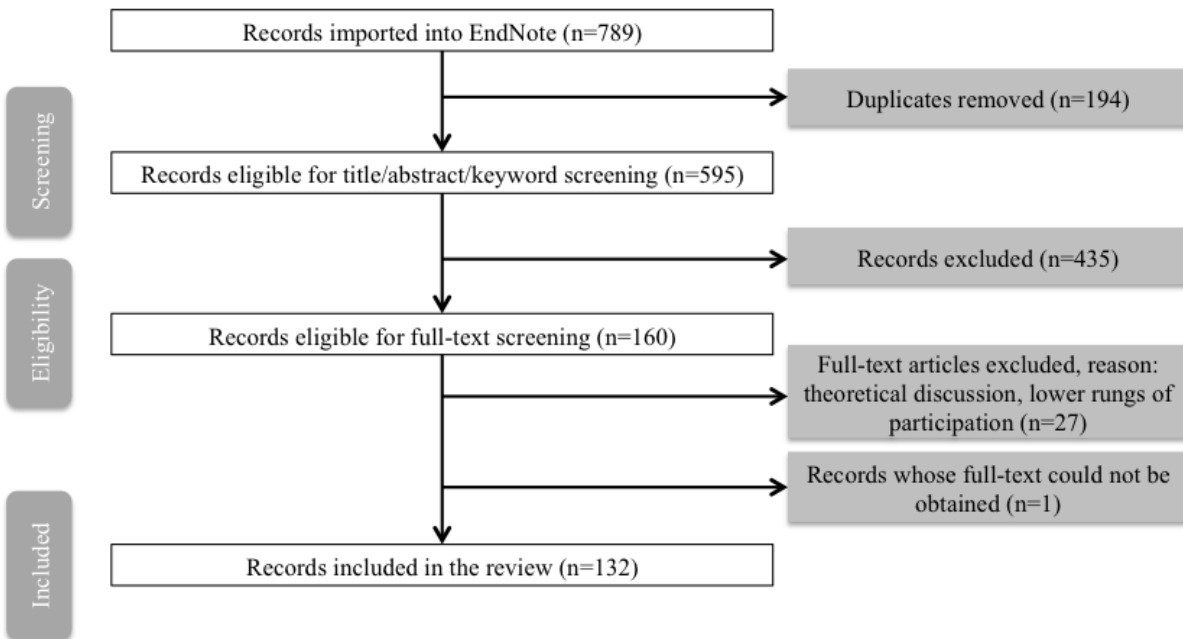 Records imported into EndNote (n=789)
Duplicates removed (n=194)
Screening
Records eligible for title/abstract/keyword screening (n=595)
Records excluded (n=435)
Eligibility
Records eligible for full-text screening (n=160)
Full-text articles excluded, reason:
theoretical discussion, lower rungs of
participation (n=27)
Records whose full-text could not be
obtained (n=1)
Included
Records included in the review (n=132)